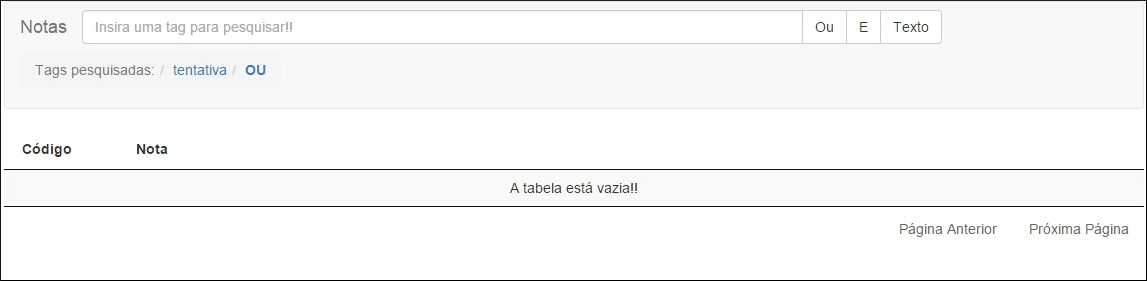 Notas Insira uma tag para pesquisar!! Ou E Texto
Tags pesquisadas: / tentativa / OU
Código Nota
A tabela está vazia!!
Página Anterior Próxima Página